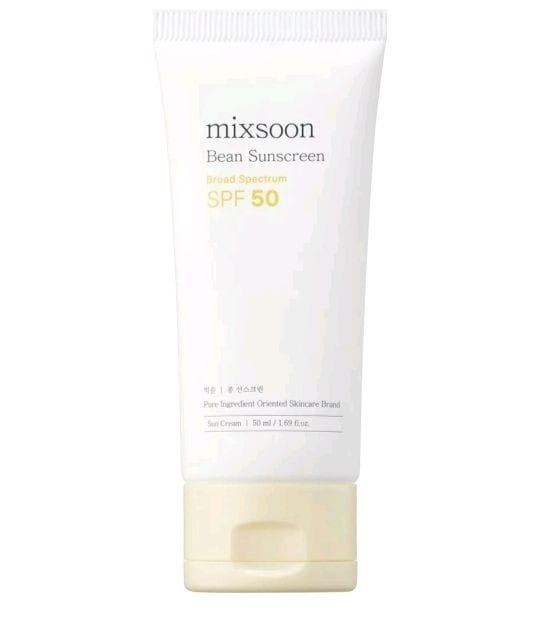 mixsoon
Bean Sunscreen
Broad Spectrum
SPF 50
믹순 | 콩 선스크린
Pure Ingredient Oriented Skincare Brand
Sun Cream | 50 ml / 1.69 fl.oz.